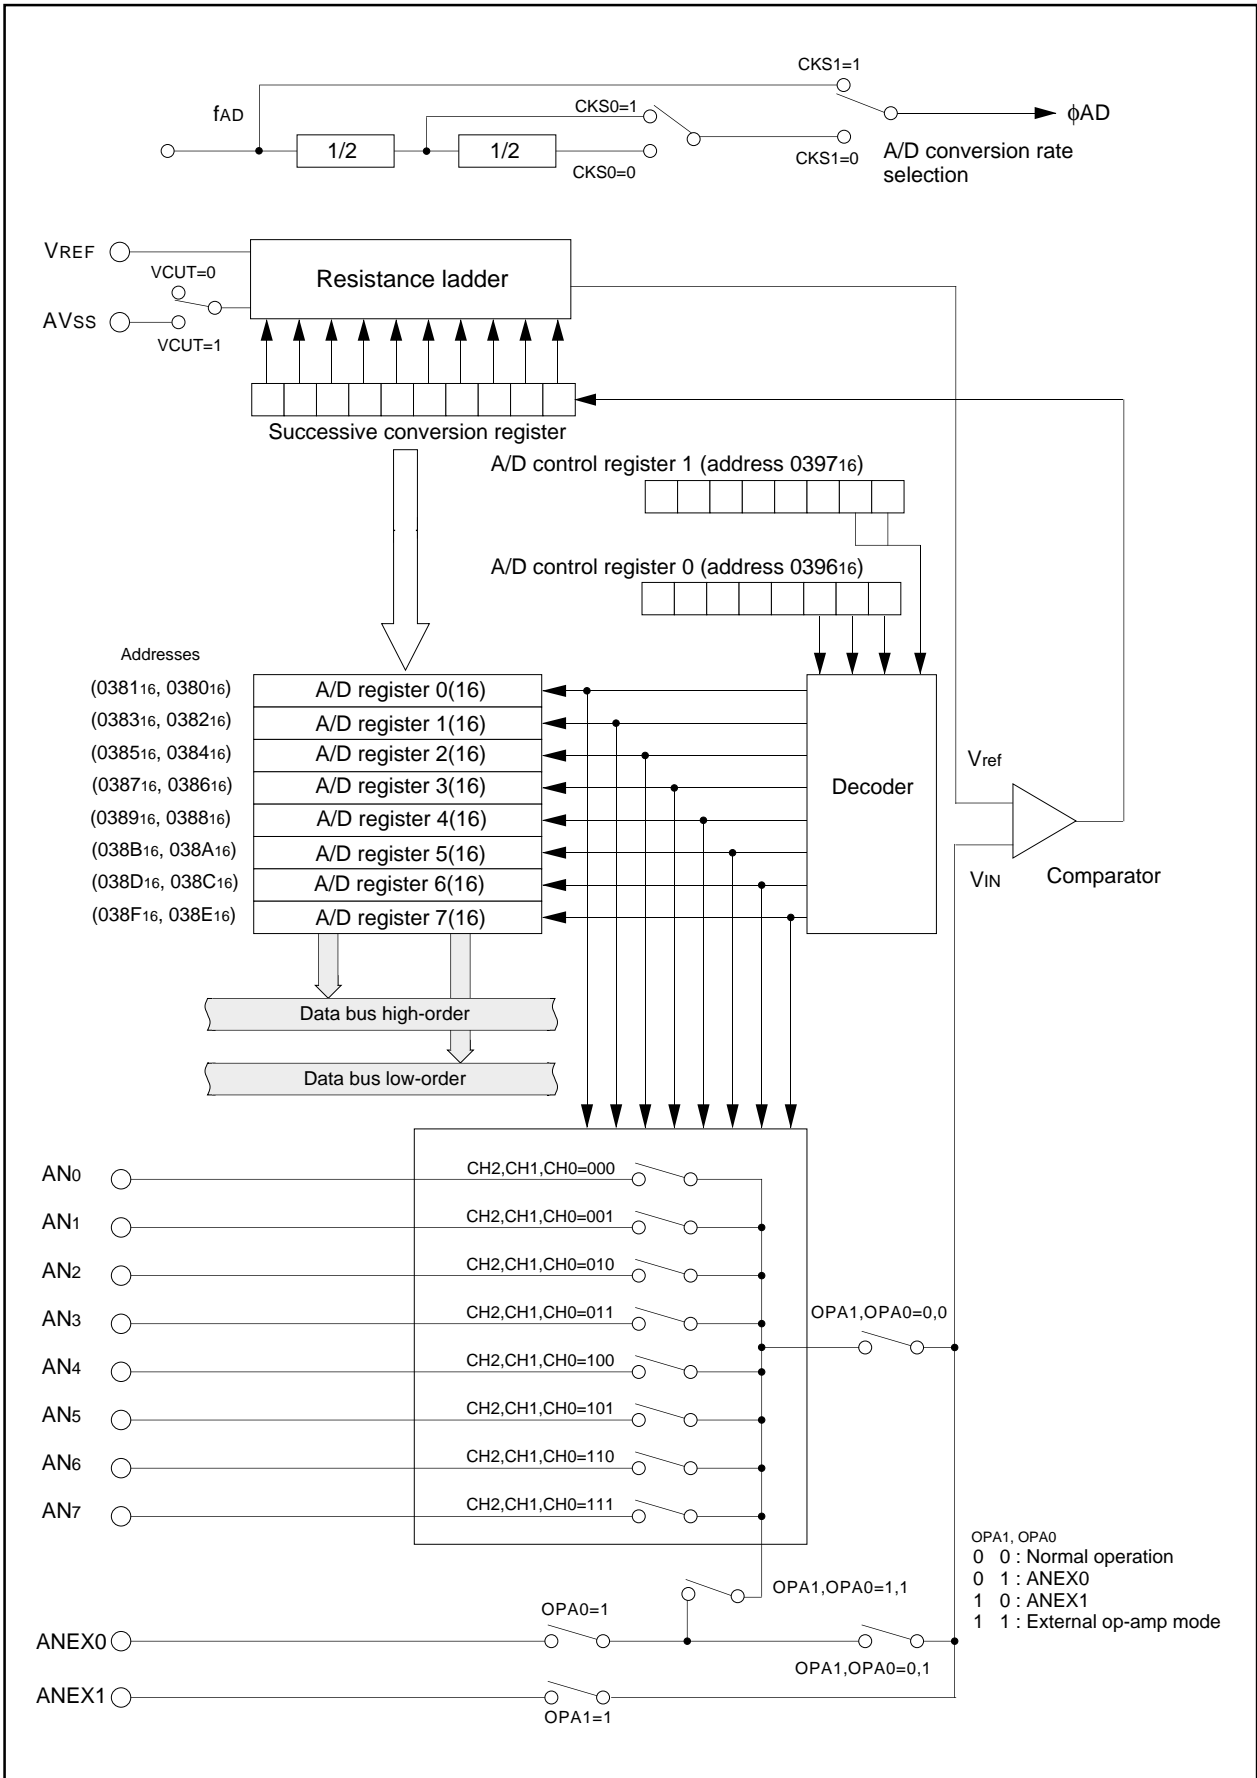 CKS1=1
fAD
CKS0=1
ϕAD
1/2
1/2
CKS0=0
CKS1=0
A/D conversion rate
selection
VREF
VCUT=0
Resistance ladder
AVSS
VCUT=1
Successive conversion register
A/D control register 1 (address 039716)
A/D control register 0 (address 039616)
Addresses
(038116, 038016)
A/D register 0(16)
(038316, 038216)
A/D register 1(16)
(038516, 038416)
A/D register 2(16)
(038716, 038616)
A/D register 3(16)
(038916, 038816)
A/D register 4(16)
(038B16, 038A16)
A/D register 5(16)
(038D16, 038C16)
A/D register 6(16)
(038F16, 038E16)
A/D register 7(16)
Decoder
Vref
VIN
Comparator
Data bus high-order
Data bus low-order
AN0
CH2,CH1,CH0=000
AN1
CH2,CH1,CH0=001
AN2
CH2,CH1,CH0=010
AN3
CH2,CH1,CH0=011
OPA1,OPA0=0,0
AN4
CH2,CH1,CH0=100
AN5
CH2,CH1,CH0=101
AN6
CH2,CH1,CH0=110
AN7
CH2,CH1,CH0=111
OPA1, OPA0
0 0 : Normal operation
0 1 : ANEX0
1 0 : ANEX1
1 1 : External op-amp mode
OPA1,OPA0=1,1
OPA0=1
ANEX0
OPA1,OPA0=0,1
ANEX1
OPA1=1